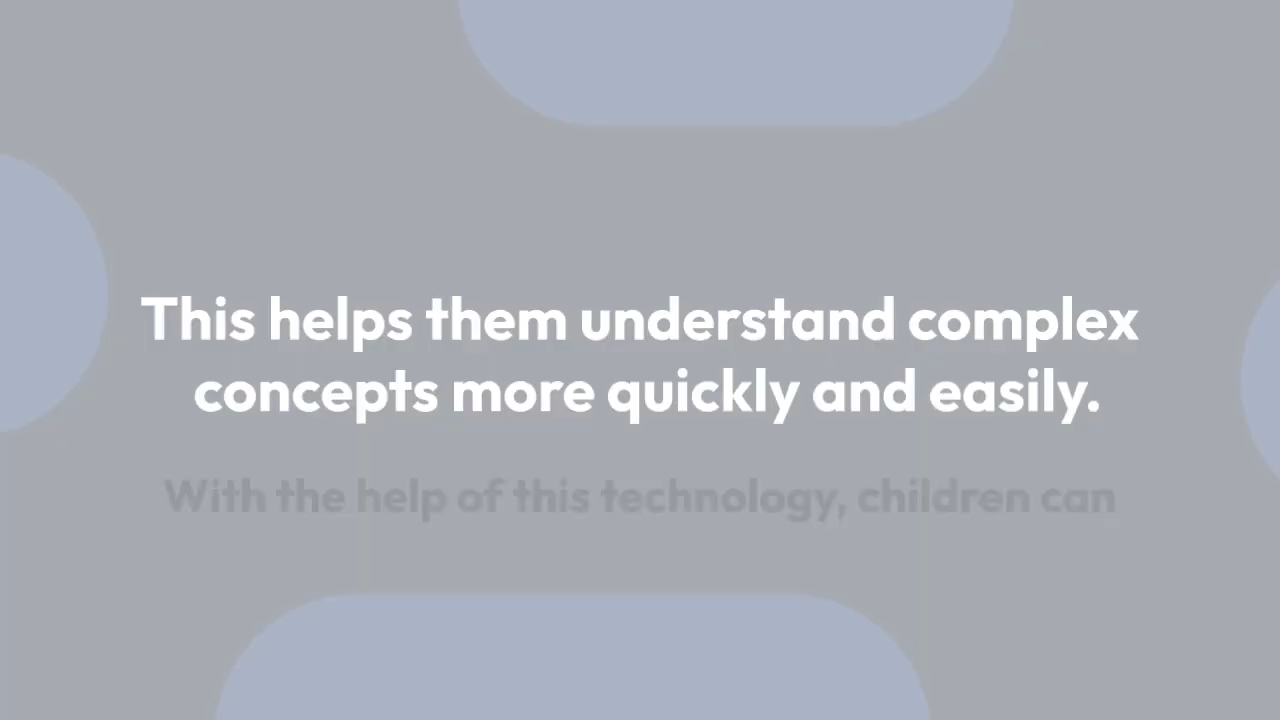 This helps them understand complex
concepts more quickly and easily.
With the help of this technology, children can